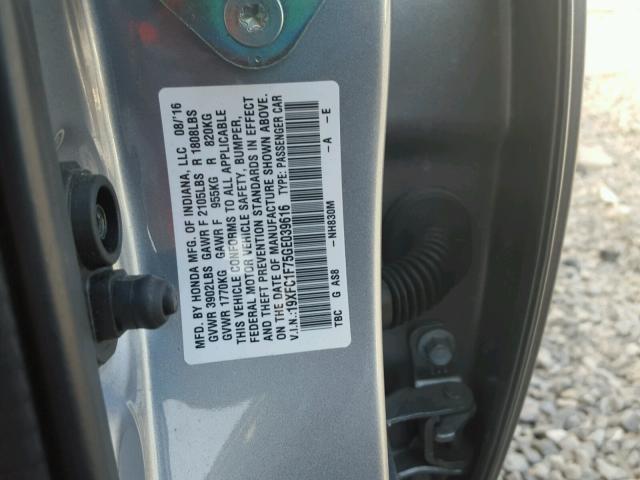 MFD. BY HONDA MFG. OF INDIANA, LLC 08/'16
GVWR 3902LBS GAWR F 2105LBS R 1808LBS
GVWR 1770KG GAWR F 955KG R 820KG
THIS VEHICLE CONFORMS TO ALL APPLICABLE
FEDERAL MOTOR VEHICLE SAFETY, BUMPER,
AND THEFT PREVENTION STANDARDS IN EFFECT
ON THE DATE OF MANUFACTURE SHOWN ABOVE.
V.I.N.:19XFC1F75GE039616 TYPE: PASSENGER CAR
NH830M -A -E
TBC G AS8